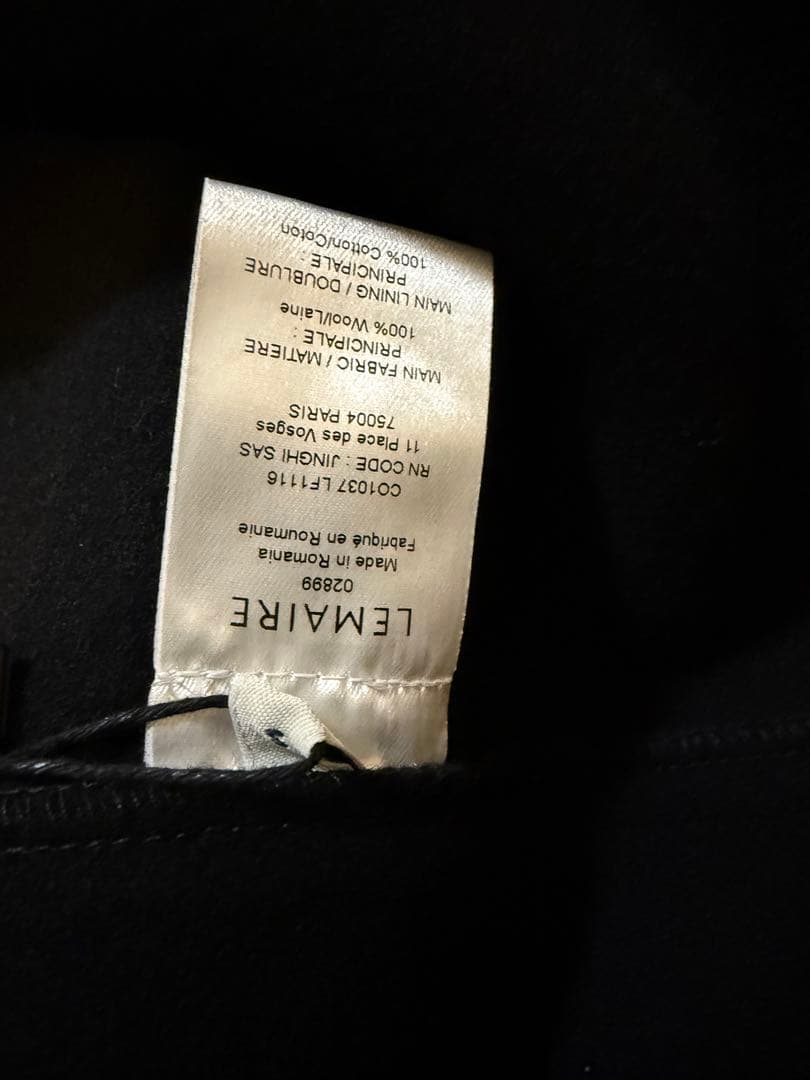 LEMAIRE
02899
Made in Romania
Fabriqué en Roumanie
CO1037 LF1116
RN CODE : JINGHI SAS
11 Place des Vosges
75004 PARIS
MAIN FABRIC / MATIERE
PRINCIPALE :
100% Wool/Laine
MAIN LINING / DOUBLURE
PRINCIPALE :
100% Cotton/Coton